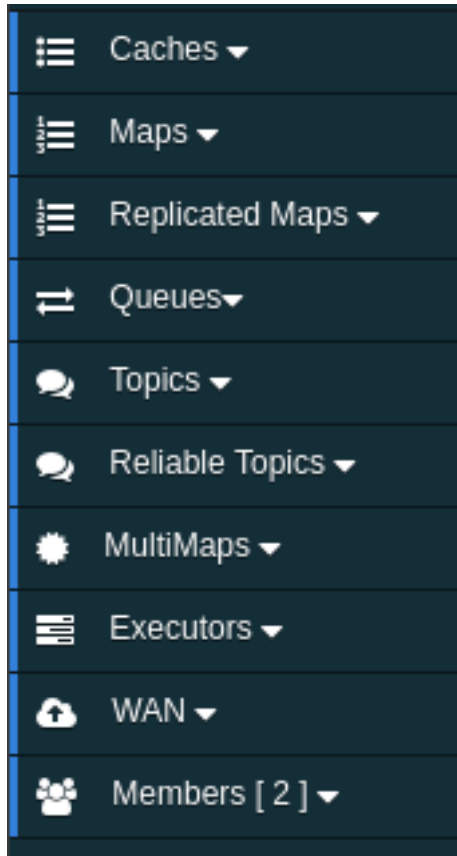 Caches
Maps
Replicated Maps
Queues
Topics
Reliable Topics
MultiMaps
Executors
WAN
Members [ 2 ]